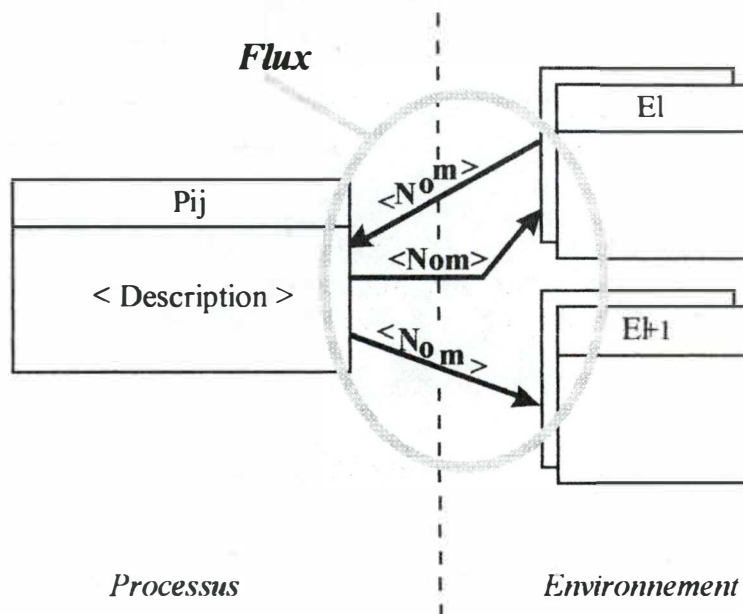 Flux
El
<Nom>
Pij
<Nom>
< Description >
<Nom>
El+1
Processus
Environnement